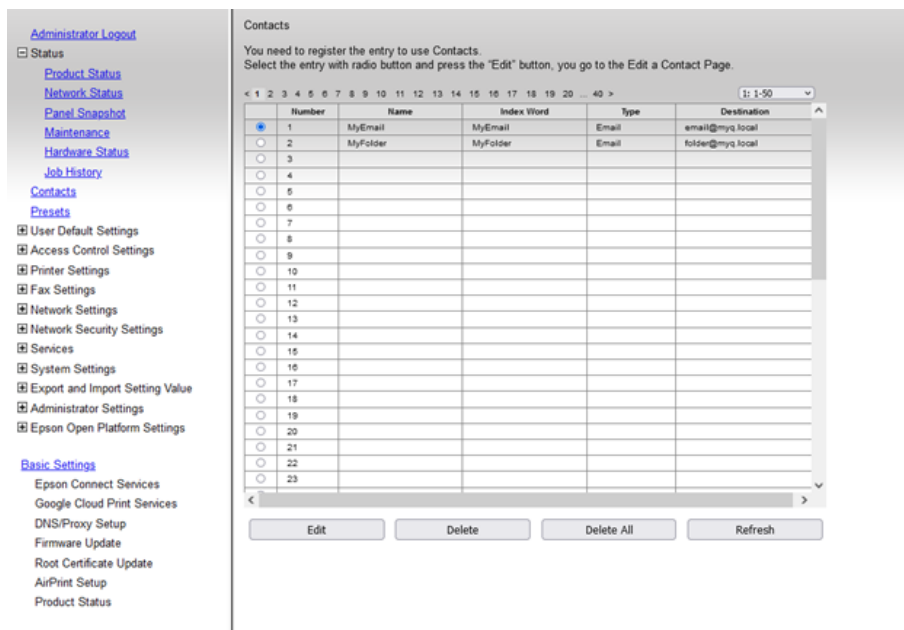 Administrator Logout
Status
Product Status
Network Status
Panel Snapshot
Maintenance
Hardware Status
Job History
Contacts
Presets
User Default Settings
Access Control Settings
Printer Settings
Fax Settings
Network Settings
Network Security Settings
Services
System Settings
Export and Import Setting Value
Administrator Settings
Epson Open Platform Settings
Basic Settings
Epson Connect Services
Google Cloud Print Services
DNS/Proxy Setup
Firmware Update
Root Certificate Update
AirPrint Setup
Product Status
Contacts
You need to register the entry to use Contacts.
Select the entry with radio button and press the "Edit" button, you go to the Edit a Contact Page.
< 1 2 3 4 5 6 7 8 9 10 11 12 13 14 15 16 17 18 19 20 ... 40 > 1: 1-50
Number Name Index Word Type Destination
1 MyEmail MyEmail Email email@myq.local
2 MyFolder MyFolder Email folder@myq.local
3
4
5
6
7
8
9
10
11
12
13
14
15
16
17
18
19
20
21
22
23
Edit Delete Delete All Refresh